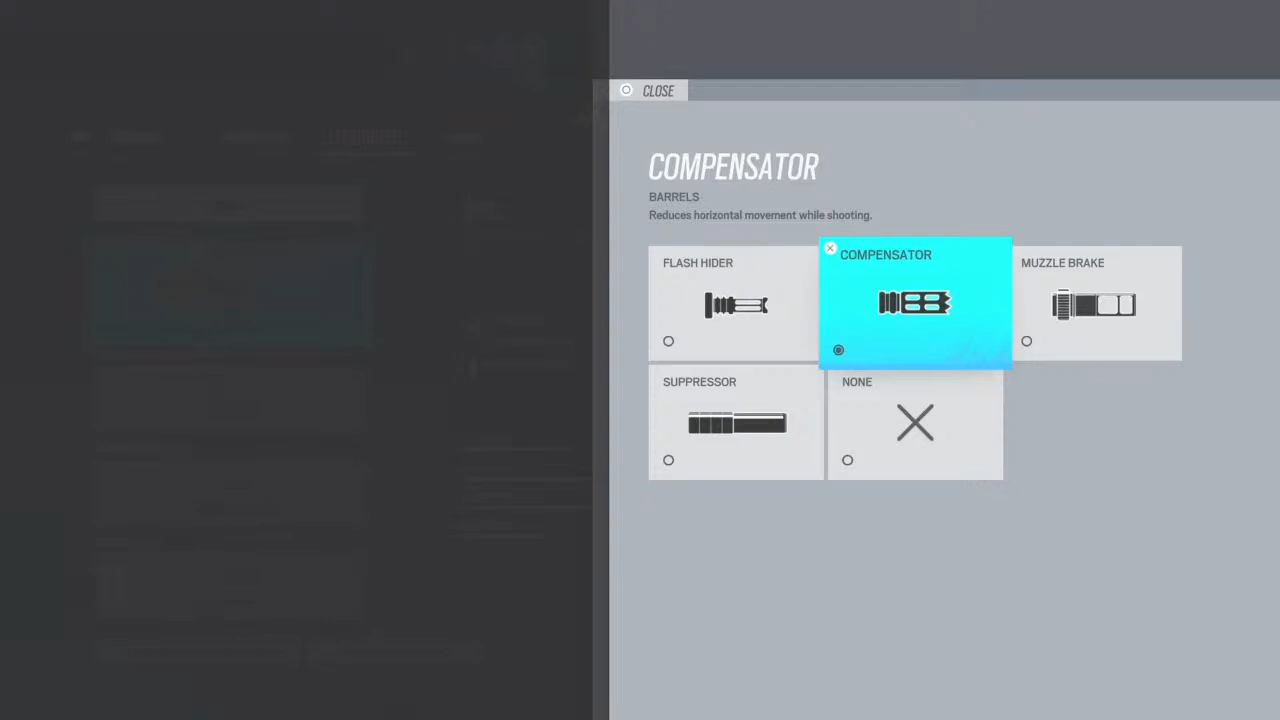 CLOSE
COMPENSATOR
BARRELS
Reduces horizontal movement while shooting.
FLASH HIDER
COMPENSATOR
MUZZLE BRAKE
SUPPRESSOR
NONE